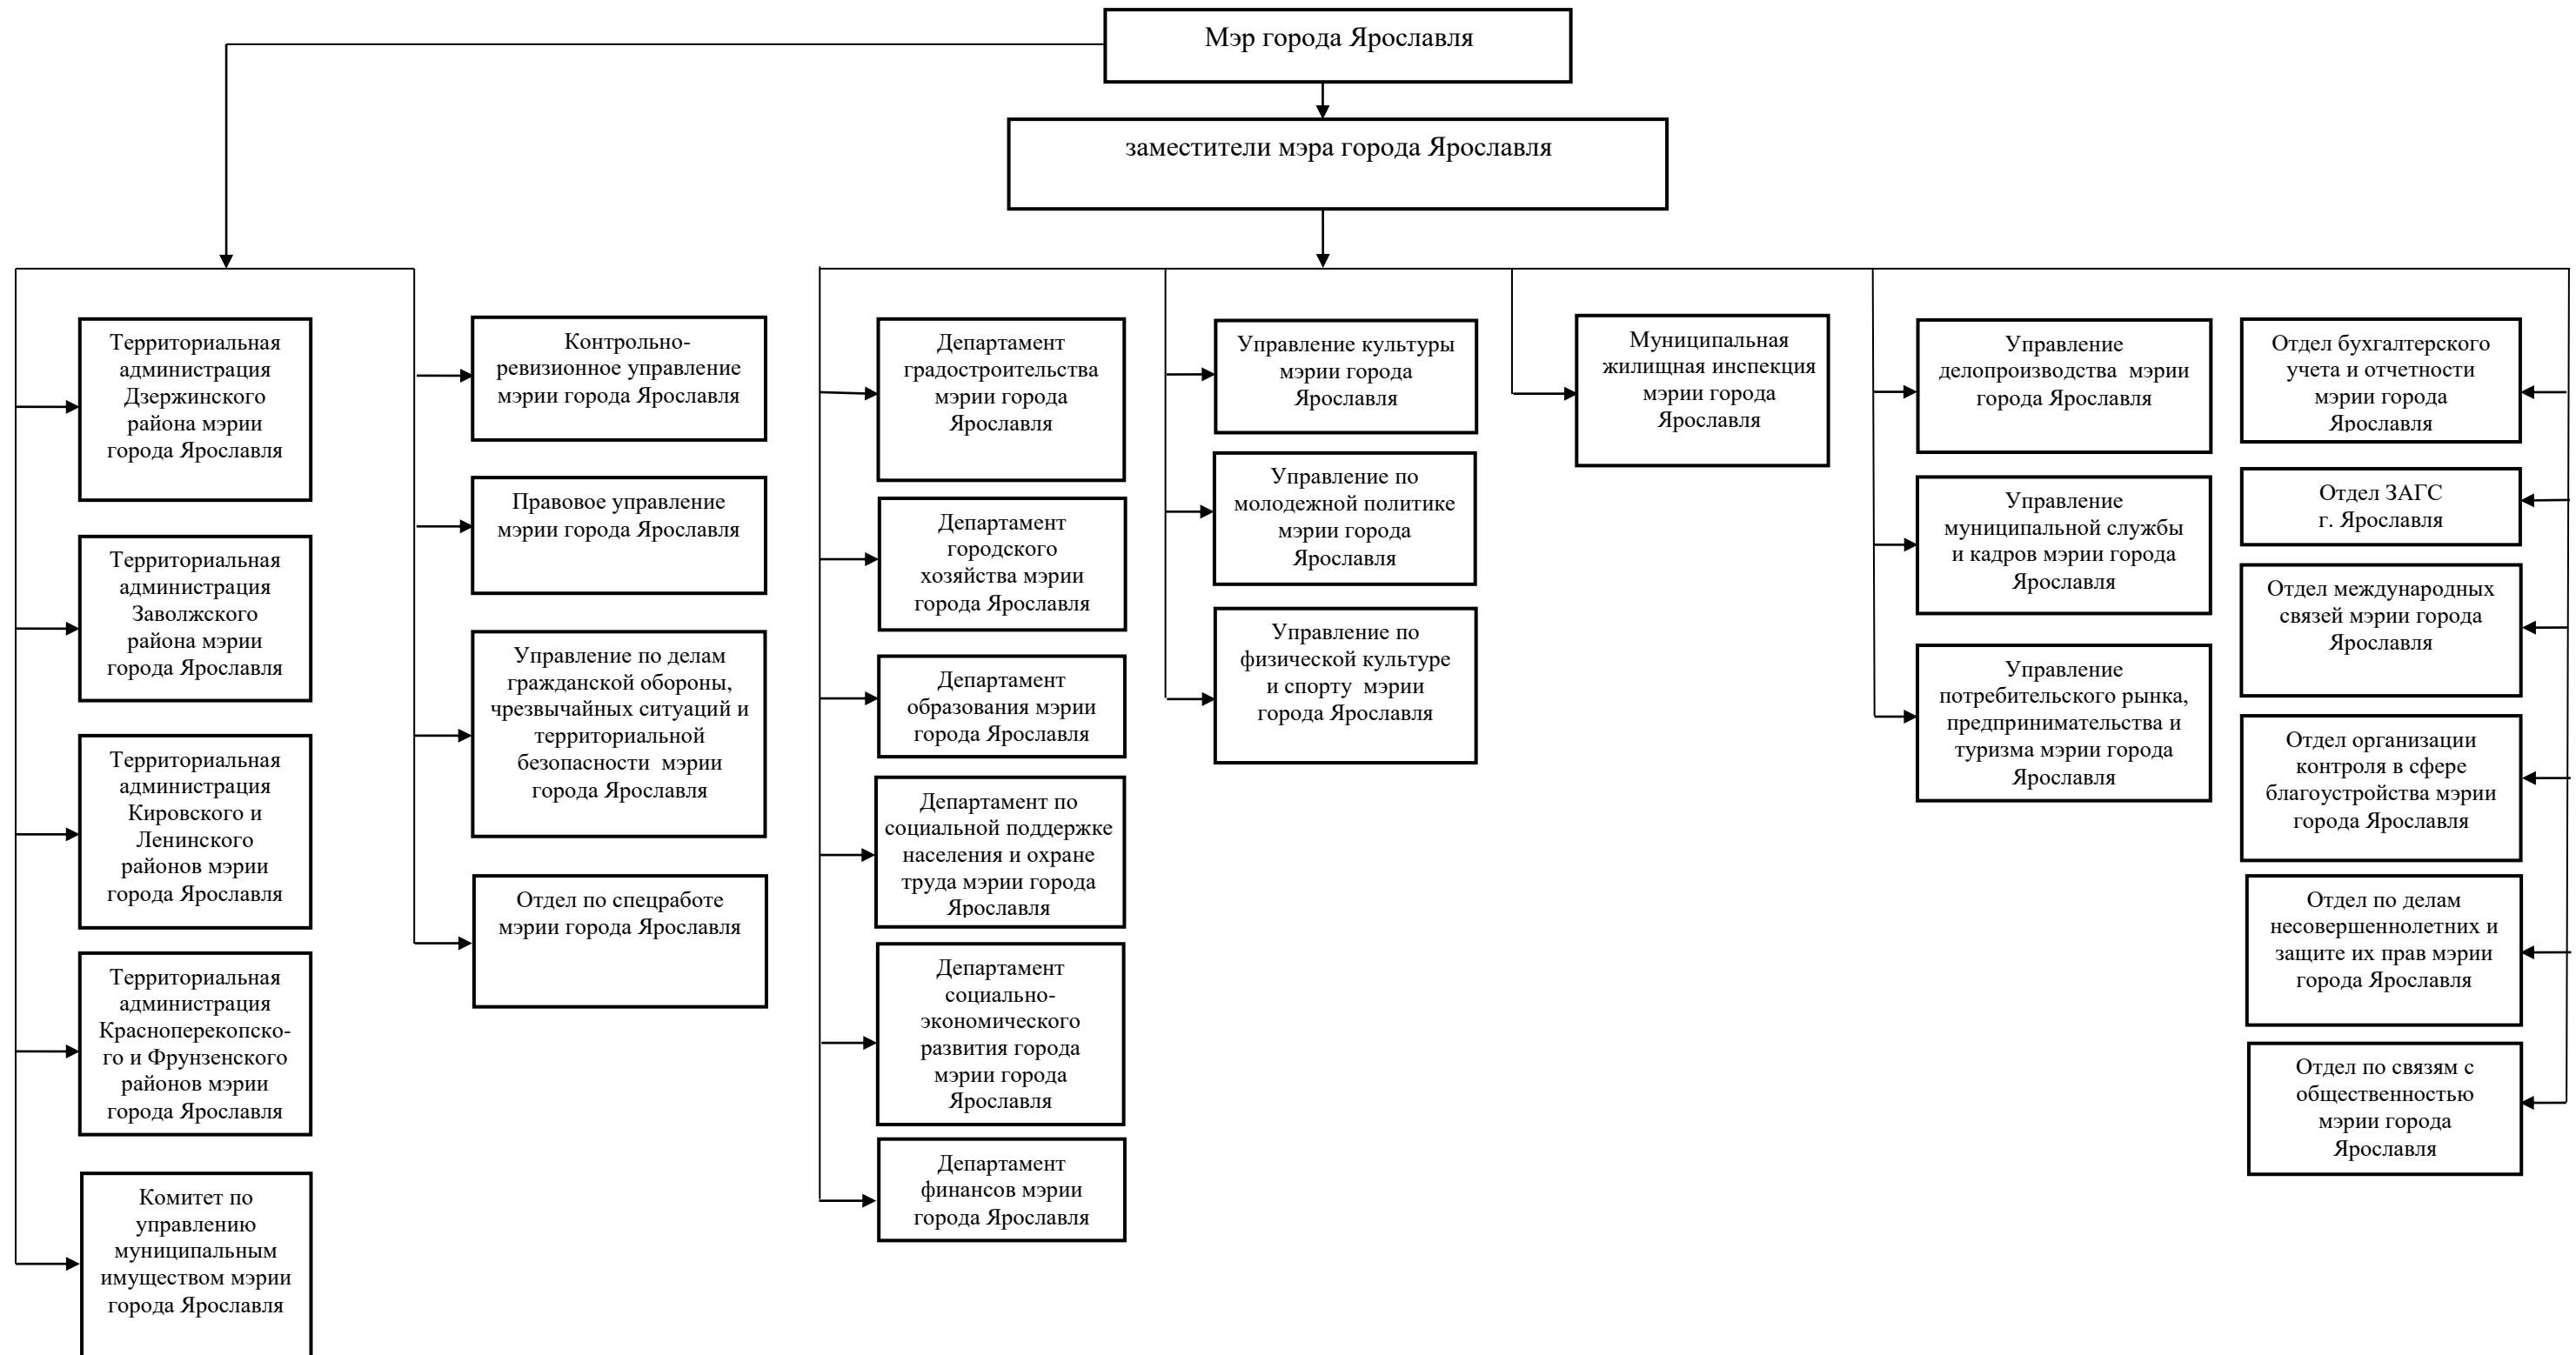 Мэр города Ярославля
заместители мэра города Ярославля
Территориальная
администрация
Дзержинского
района мэрии
города Ярославля
Территориальная
администрация
Заволжского
района мэрии
города Ярославля
Территориальная
администрация
Кировского и
Ленинского
районов мэрии
города Ярославля
Территориальная
администрация
Красноперекопско-
го и Фрунзенского
районов мэрии
города Ярославля
Комитет по
управлению
муниципальным
имуществом мэрии
города Ярославля
Контрольно-
ревизионное управление
мэрии города Ярославля
Правовое управление
мэрии города Ярославля
Управление по делам
гражданской обороны,
чрезвычайных ситуаций и
территориальной
безопасности мэрии
города Ярославля
Отдел по спецработе
мэрии города Ярославля
Департамент
градостроительства
мэрии города
Ярославля
Департамент
городского
хозяйства мэрии
города Ярославля
Департамент
образования мэрии
города Ярославля
Департамент по
социальной поддержке
населения и охране
труда мэрии города
Ярославля
Департамент
социально-
экономического
развития города
мэрии города
Ярославля
Департамент
финансов мэрии
города Ярославля
Управление культуры
мэрии города
Ярославля
Управление по
молодежной политике
мэрии города
Ярославля
Управление по
физической культуре
и спорту мэрии
города Ярославля
Муниципальная
жилищная инспекция
мэрии города
Ярославля
Управление
делопроизводства мэрии
города Ярославля
Управление
муниципальной службы
и кадров мэрии города
Ярославля
Управление
потребительского рынка,
предпринимательства и
туризма мэрии города
Ярославля
Отдел бухгалтерского
учета и отчетности
мэрии города
Ярославля
Отдел ЗАГС
г. Ярославля
Отдел международных
связей мэрии города
Ярославля
Отдел организации
контроля в сфере
благоустройства мэрии
города Ярославля
Отдел по делам
несовершеннолетних и
защите их прав мэрии
города Ярославля
Отдел по связям с
общественностью
мэрии города
Ярославля